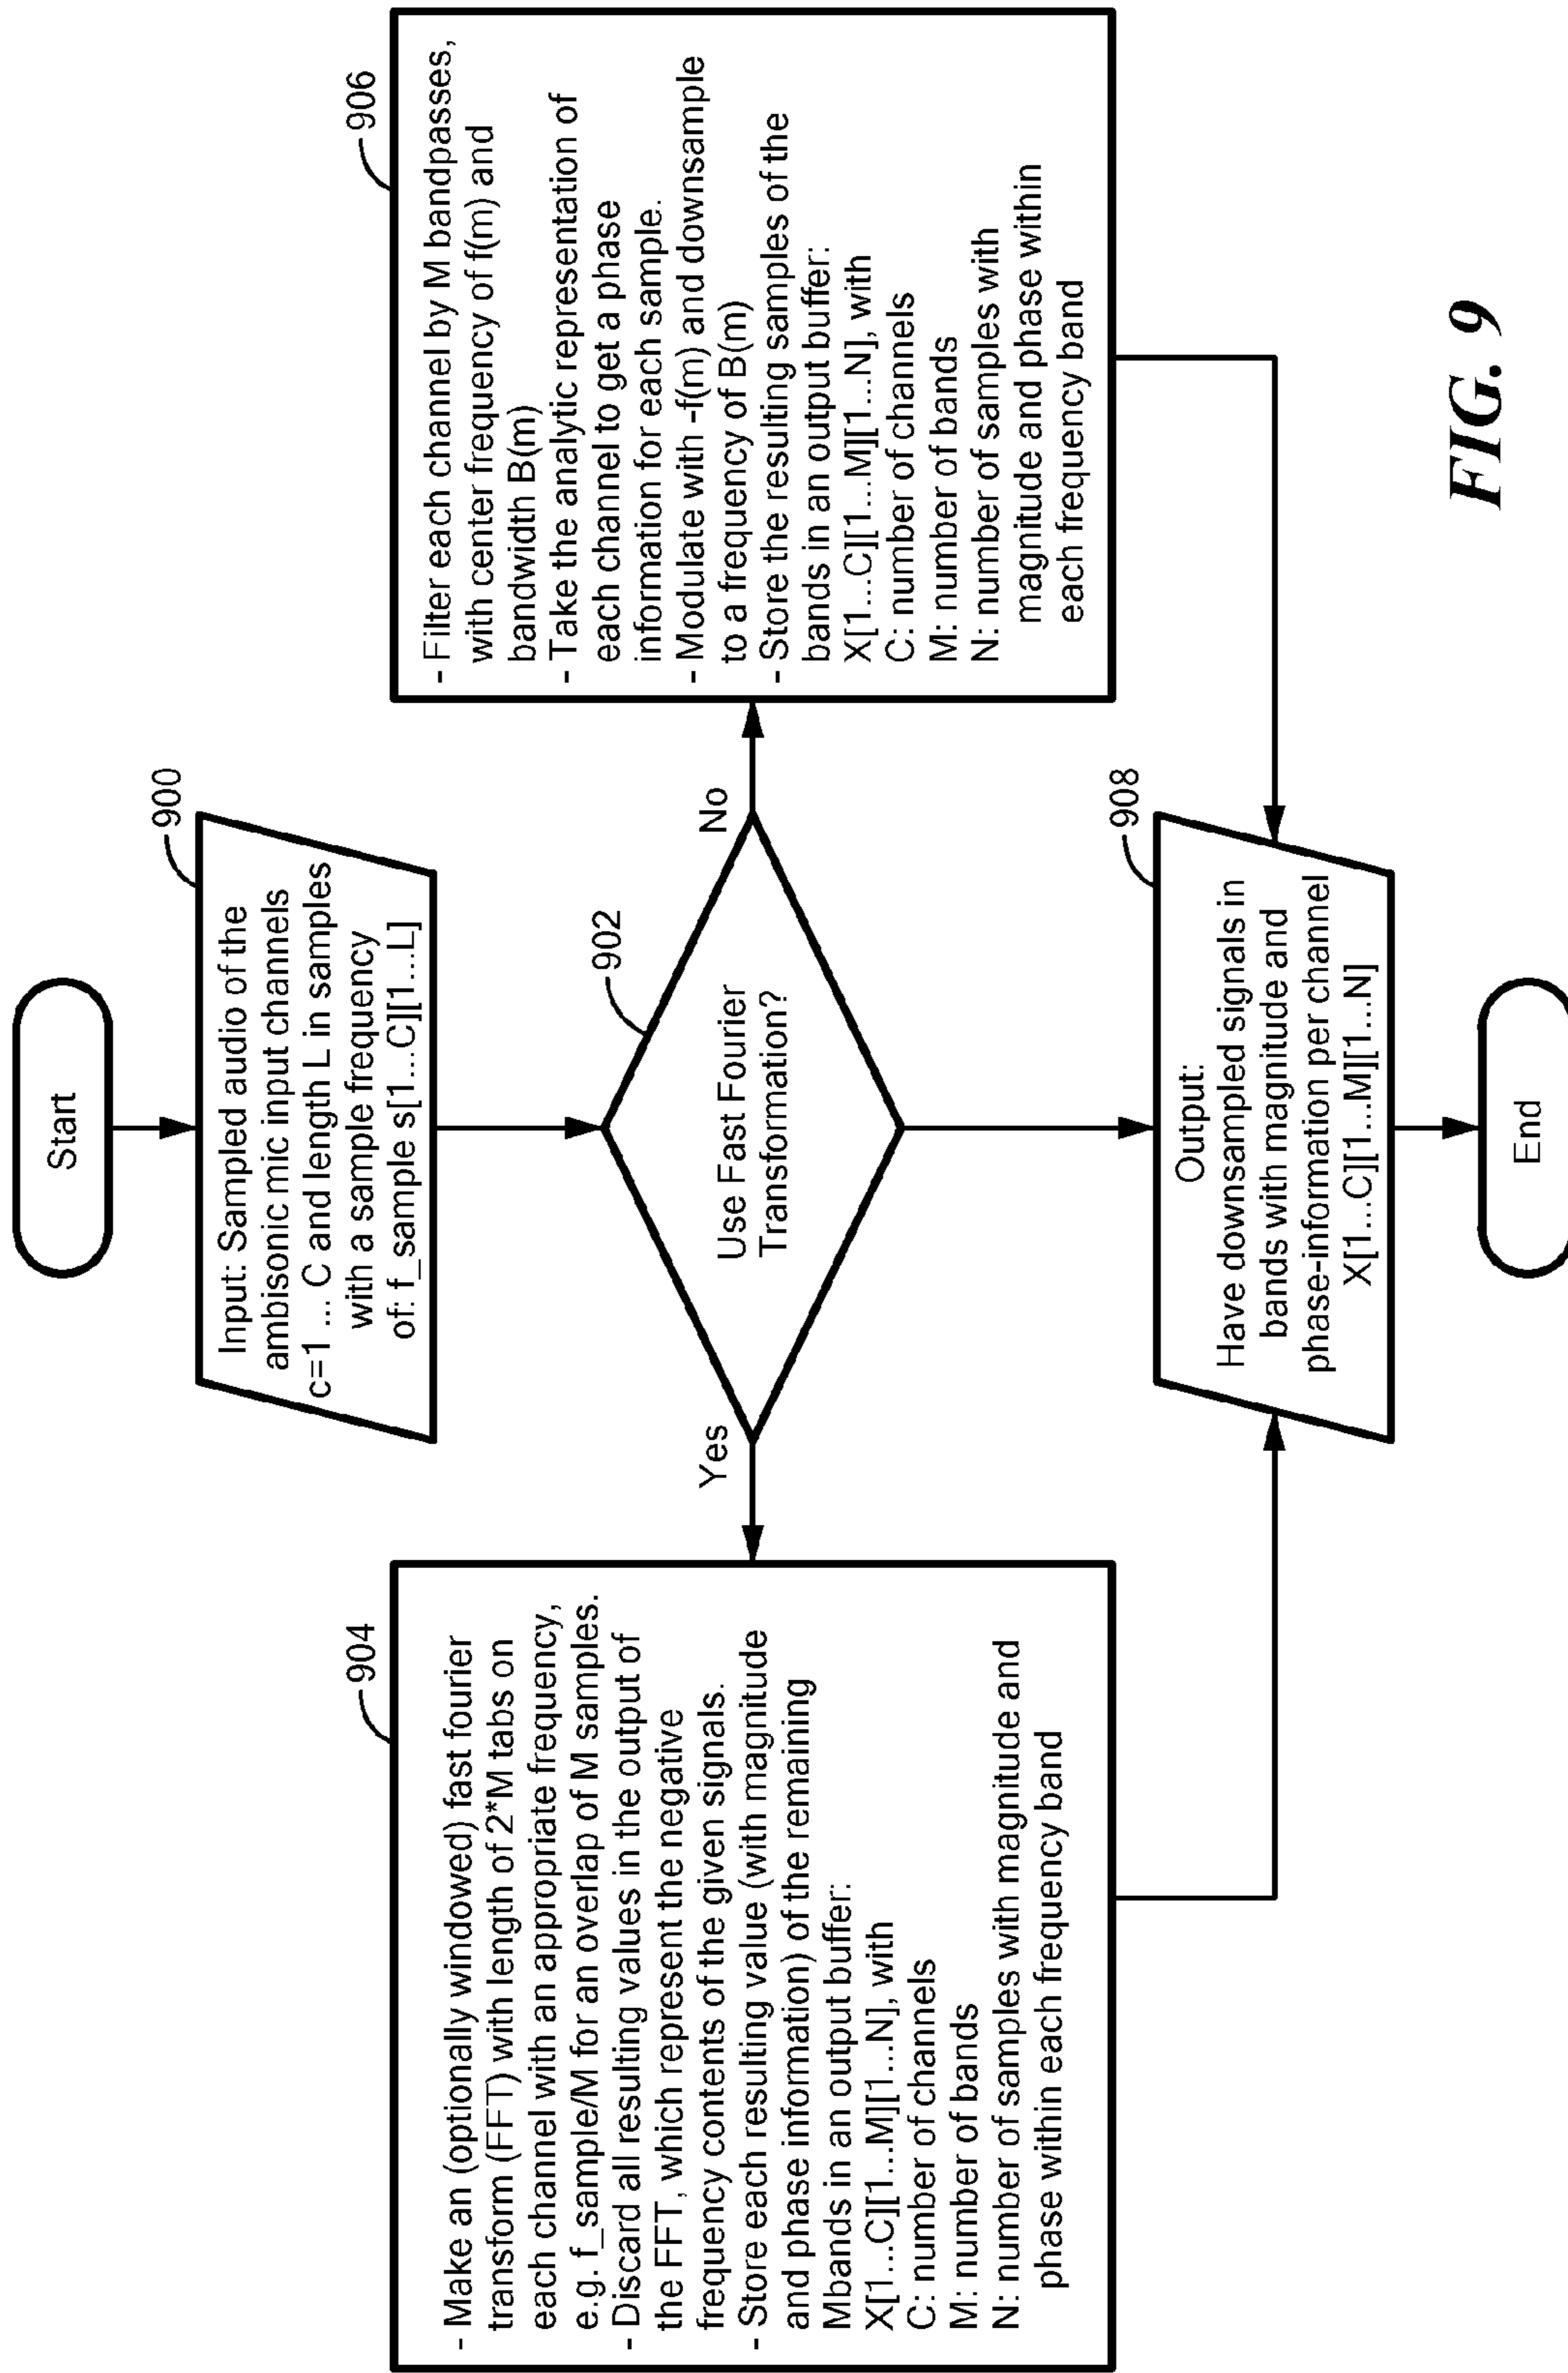 Start
900
Input: Sampled audio of the
ambisonic mic input channels
c=1 ... C and length L in samples
with a sample frequency
of: f_sample s[1...C][1...L]
902
Use Fast Fourier
Transformation?
Yes
No
904
- Make an (optionally windowed) fast fourier
transform (FFT) with length of 2*M tabs on
each channel with an appropriate frequency,
e.g. f_sample/M for an overlap of M samples.
- Discard all resulting values in the output of
the FFT, which represent the negative
frequency contents of the given signals.
- Store each resulting value (with magnitude
and phase information) of the remaining
Mbands in an output buffer:
X[1...C][1...M][1...N], with
C: number of channels
M: number of bands
N: number of samples with magnitude and
phase within each frequency band
906
- Filter each channel by M bandpasses,
with center frequency of f(m) and
bandwidth B(m)
- Take the analytic representation of
each channel to get a phase
information for each sample.
- Modulate with -f(m) and downsample
to a frequency of B(m)
- Store the resulting samples of the
bands in an output buffer:
X[1...C][1...M][1...N], with
C: number of channels
M: number of bands
N: number of samples with
magnitude and phase within
each frequency band
908
Output:
Have downsampled signals in
bands with magnitude and
phase-information per channel
X[1...C][1...M][1...N]
End
FIG. 9